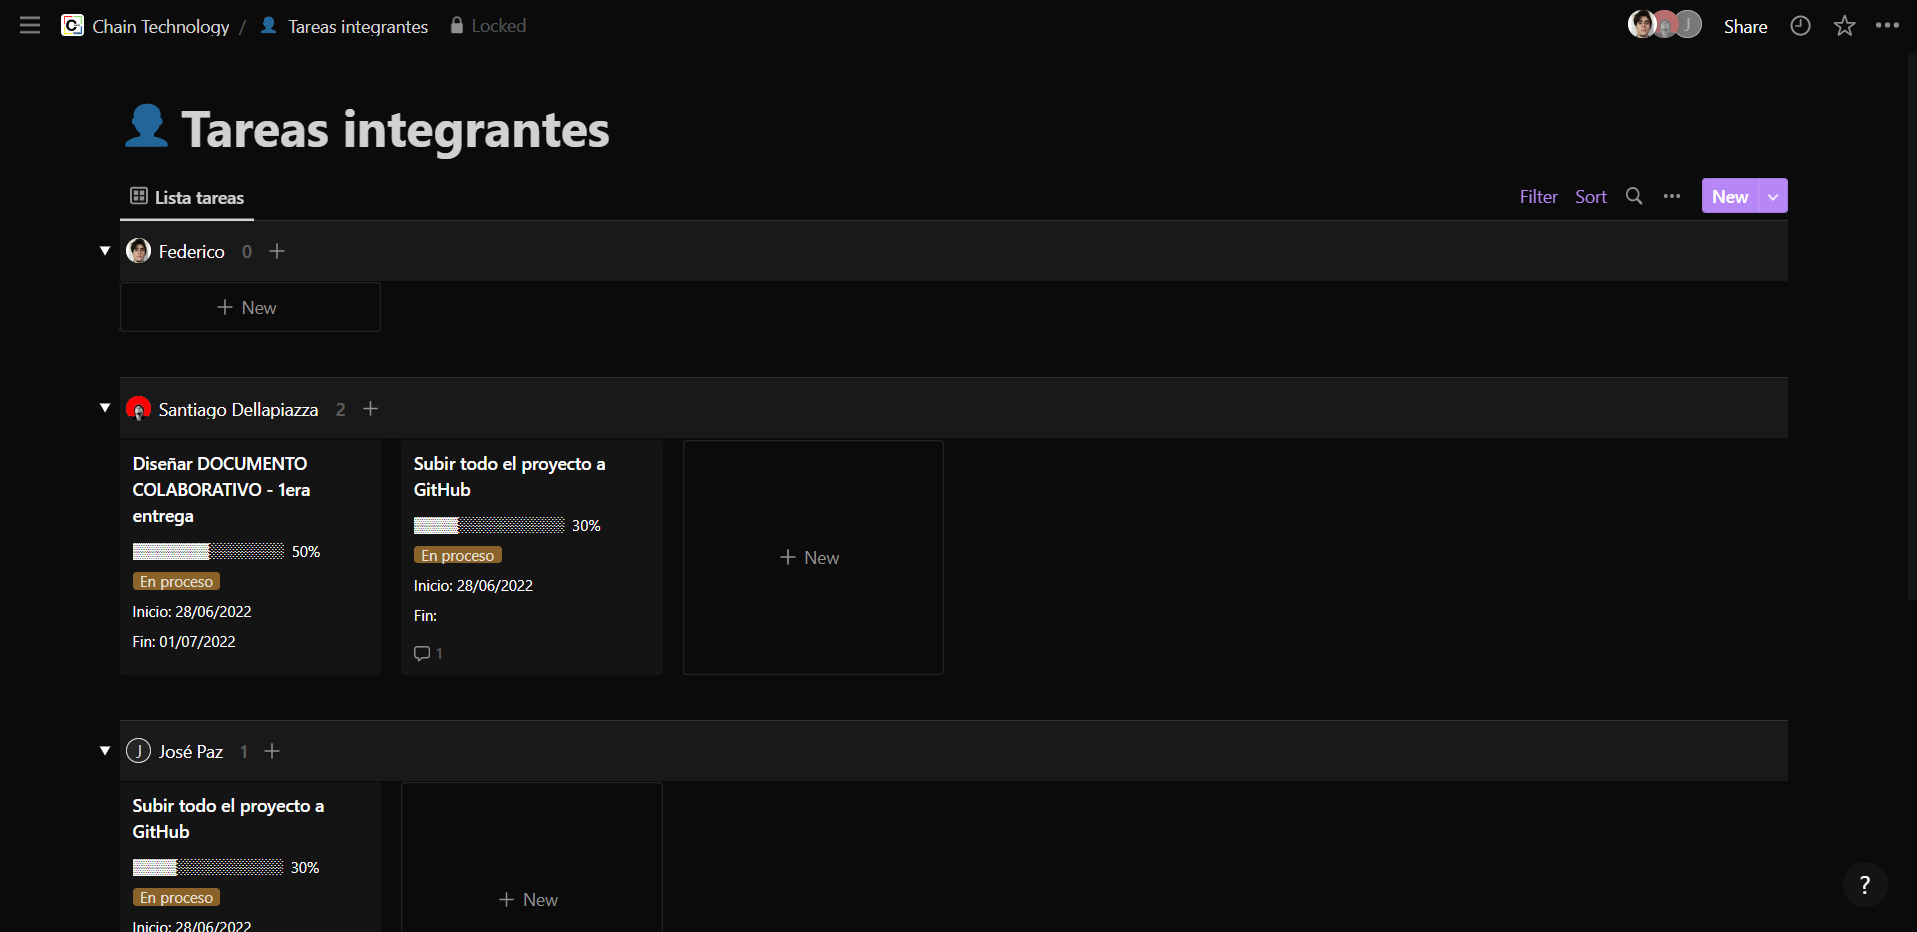 Chain Technology / Tareas integrantes Locked
J Share
Tareas integrantes
Lista tareas
Filter Sort New
Federico 0
New
Santiago Dellapiazza 2
Diseñar DOCUMENTO
COLABORATIVO - 1era
entrega
50%
En proceso
Inicio: 28/06/2022
Fin: 01/07/2022
Subir todo el proyecto a
GitHub
30%
En proceso
Inicio: 28/06/2022
Fin:
1
New
J José Paz 1
Subir todo el proyecto a
GitHub
30%
En proceso
Inicio: 28/06/2022
New
?